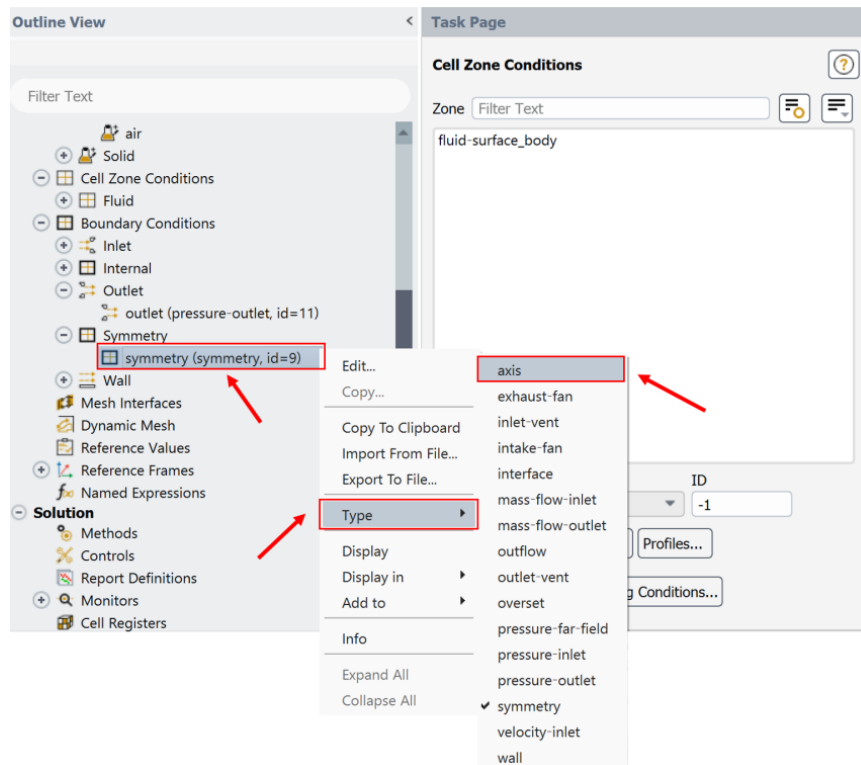 Outline View
<
Task Page
Filter Text
air
Solid
Cell Zone Conditions
Fluid
Boundary Conditions
Inlet
Internal
Outlet
outlet (pressure-outlet, id=11)
Symmetry
symmetry (symmetry, id=9)
Wall
Mesh Interfaces
Dynamic Mesh
Reference Values
Reference Frames
Named Expressions
Solution
Methods
Controls
Report Definitions
Monitors
Cell Registers
Edit...
Copy...
Copy To Clipboard
Import From File...
Export To File...
Type
Display
Display in
Add to
Info
Expand All
Collapse All
axis
exhaust-fan
inlet-vent
intake-fan
interface
mass-flow-inlet
mass-flow-outlet
outflow
outlet-vent
overset
pressure-far-field
pressure-inlet
pressure-outlet
symmetry
velocity-inlet
wall
Cell Zone Conditions
?
Zone Filter Text
fluid-surface_body
ID
-1
Profiles...
g Conditions...